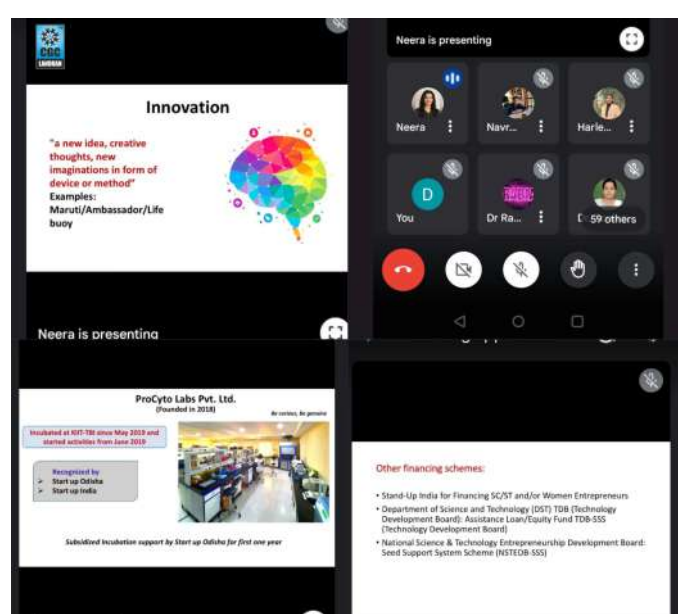 CGC
LANDRAN
Innovation
"a new idea, creative
thoughts, new
imaginations in form of
device or method"
Examples:
Maruti/Ambassador/Life
buoy
Neera is presenting
Neera is presenting
Neera
Navr...
Harle...
D
You
Dr Ra...
59 others
ProCyto Labs Pvt. Ltd.
(Founded in 2018)
Be curious, Be genuine
Incubated at KIIT-TBI since May 2019 and
started activities from June 2019
Recognized by
➢ Start up Odisha
➢ Start up India
Subsidized Incubation support by Start up Odisha for first one year
Other financing schemes:
• Stand-Up India for Financing SC/ST and/or Women Entrepreneurs
• Department of Science and Technology (DST) TDB (Technology
Development Board): Assistance Loan/Equity Fund TDB-SSS
(Technology Development Board)
• National Science & Technology Entrepreneurship Development Board:
Seed Support System Scheme (NSTEDB-SSS)